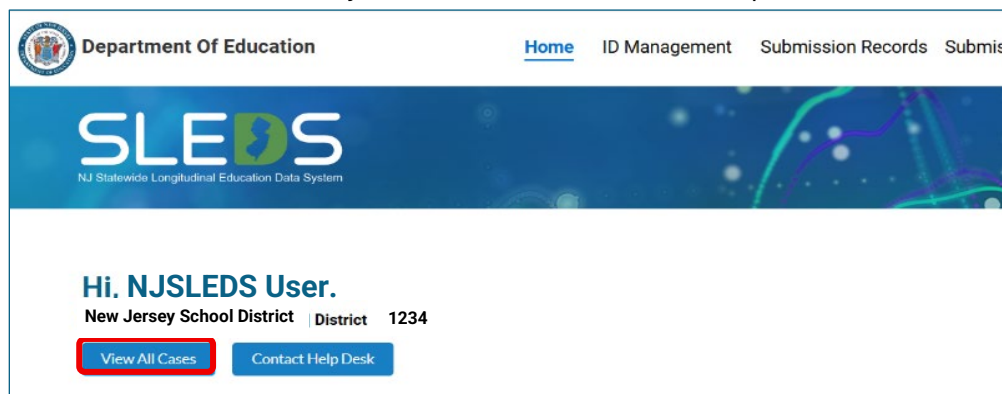 Department Of Education
Home ID Management Submission Records Submis
SLEDS
NJ Statewide Longitudinal Education Data System
Hi, NJSLEDS User.
New Jersey School District | District 1234
View All Cases Contact Help Desk